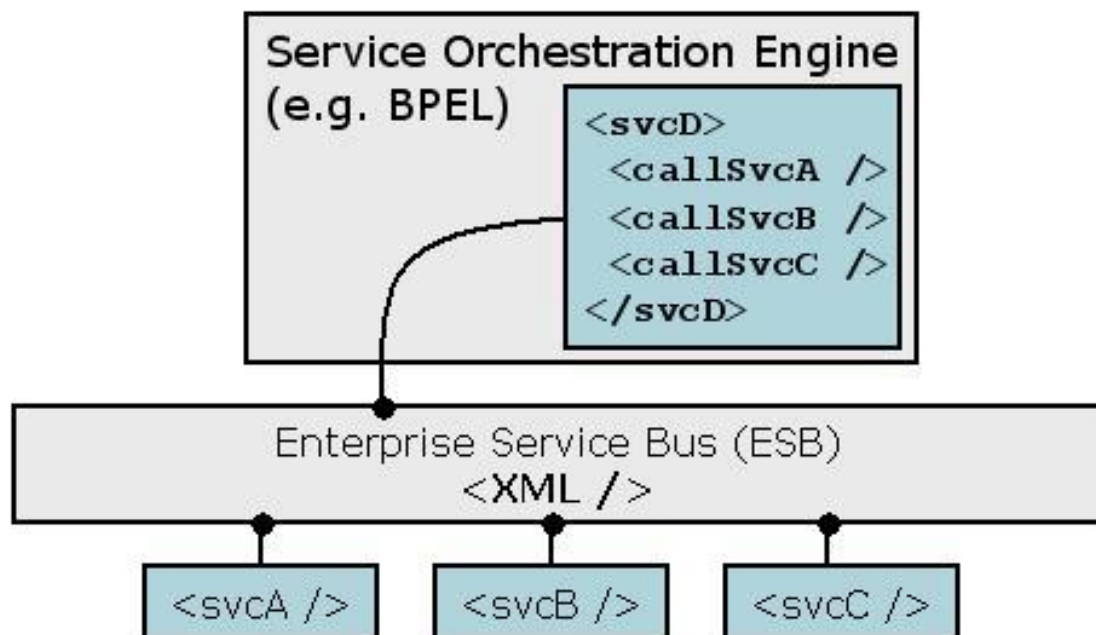 Service Orchestration Engine
(e.g. BPEL)
<svcD>
<callSvcA />
<callSvcB />
<callSvcC />
</svcD>
Enterprise Service Bus (ESB)
<XML />
<svcA />
<svcB />
<svcC />